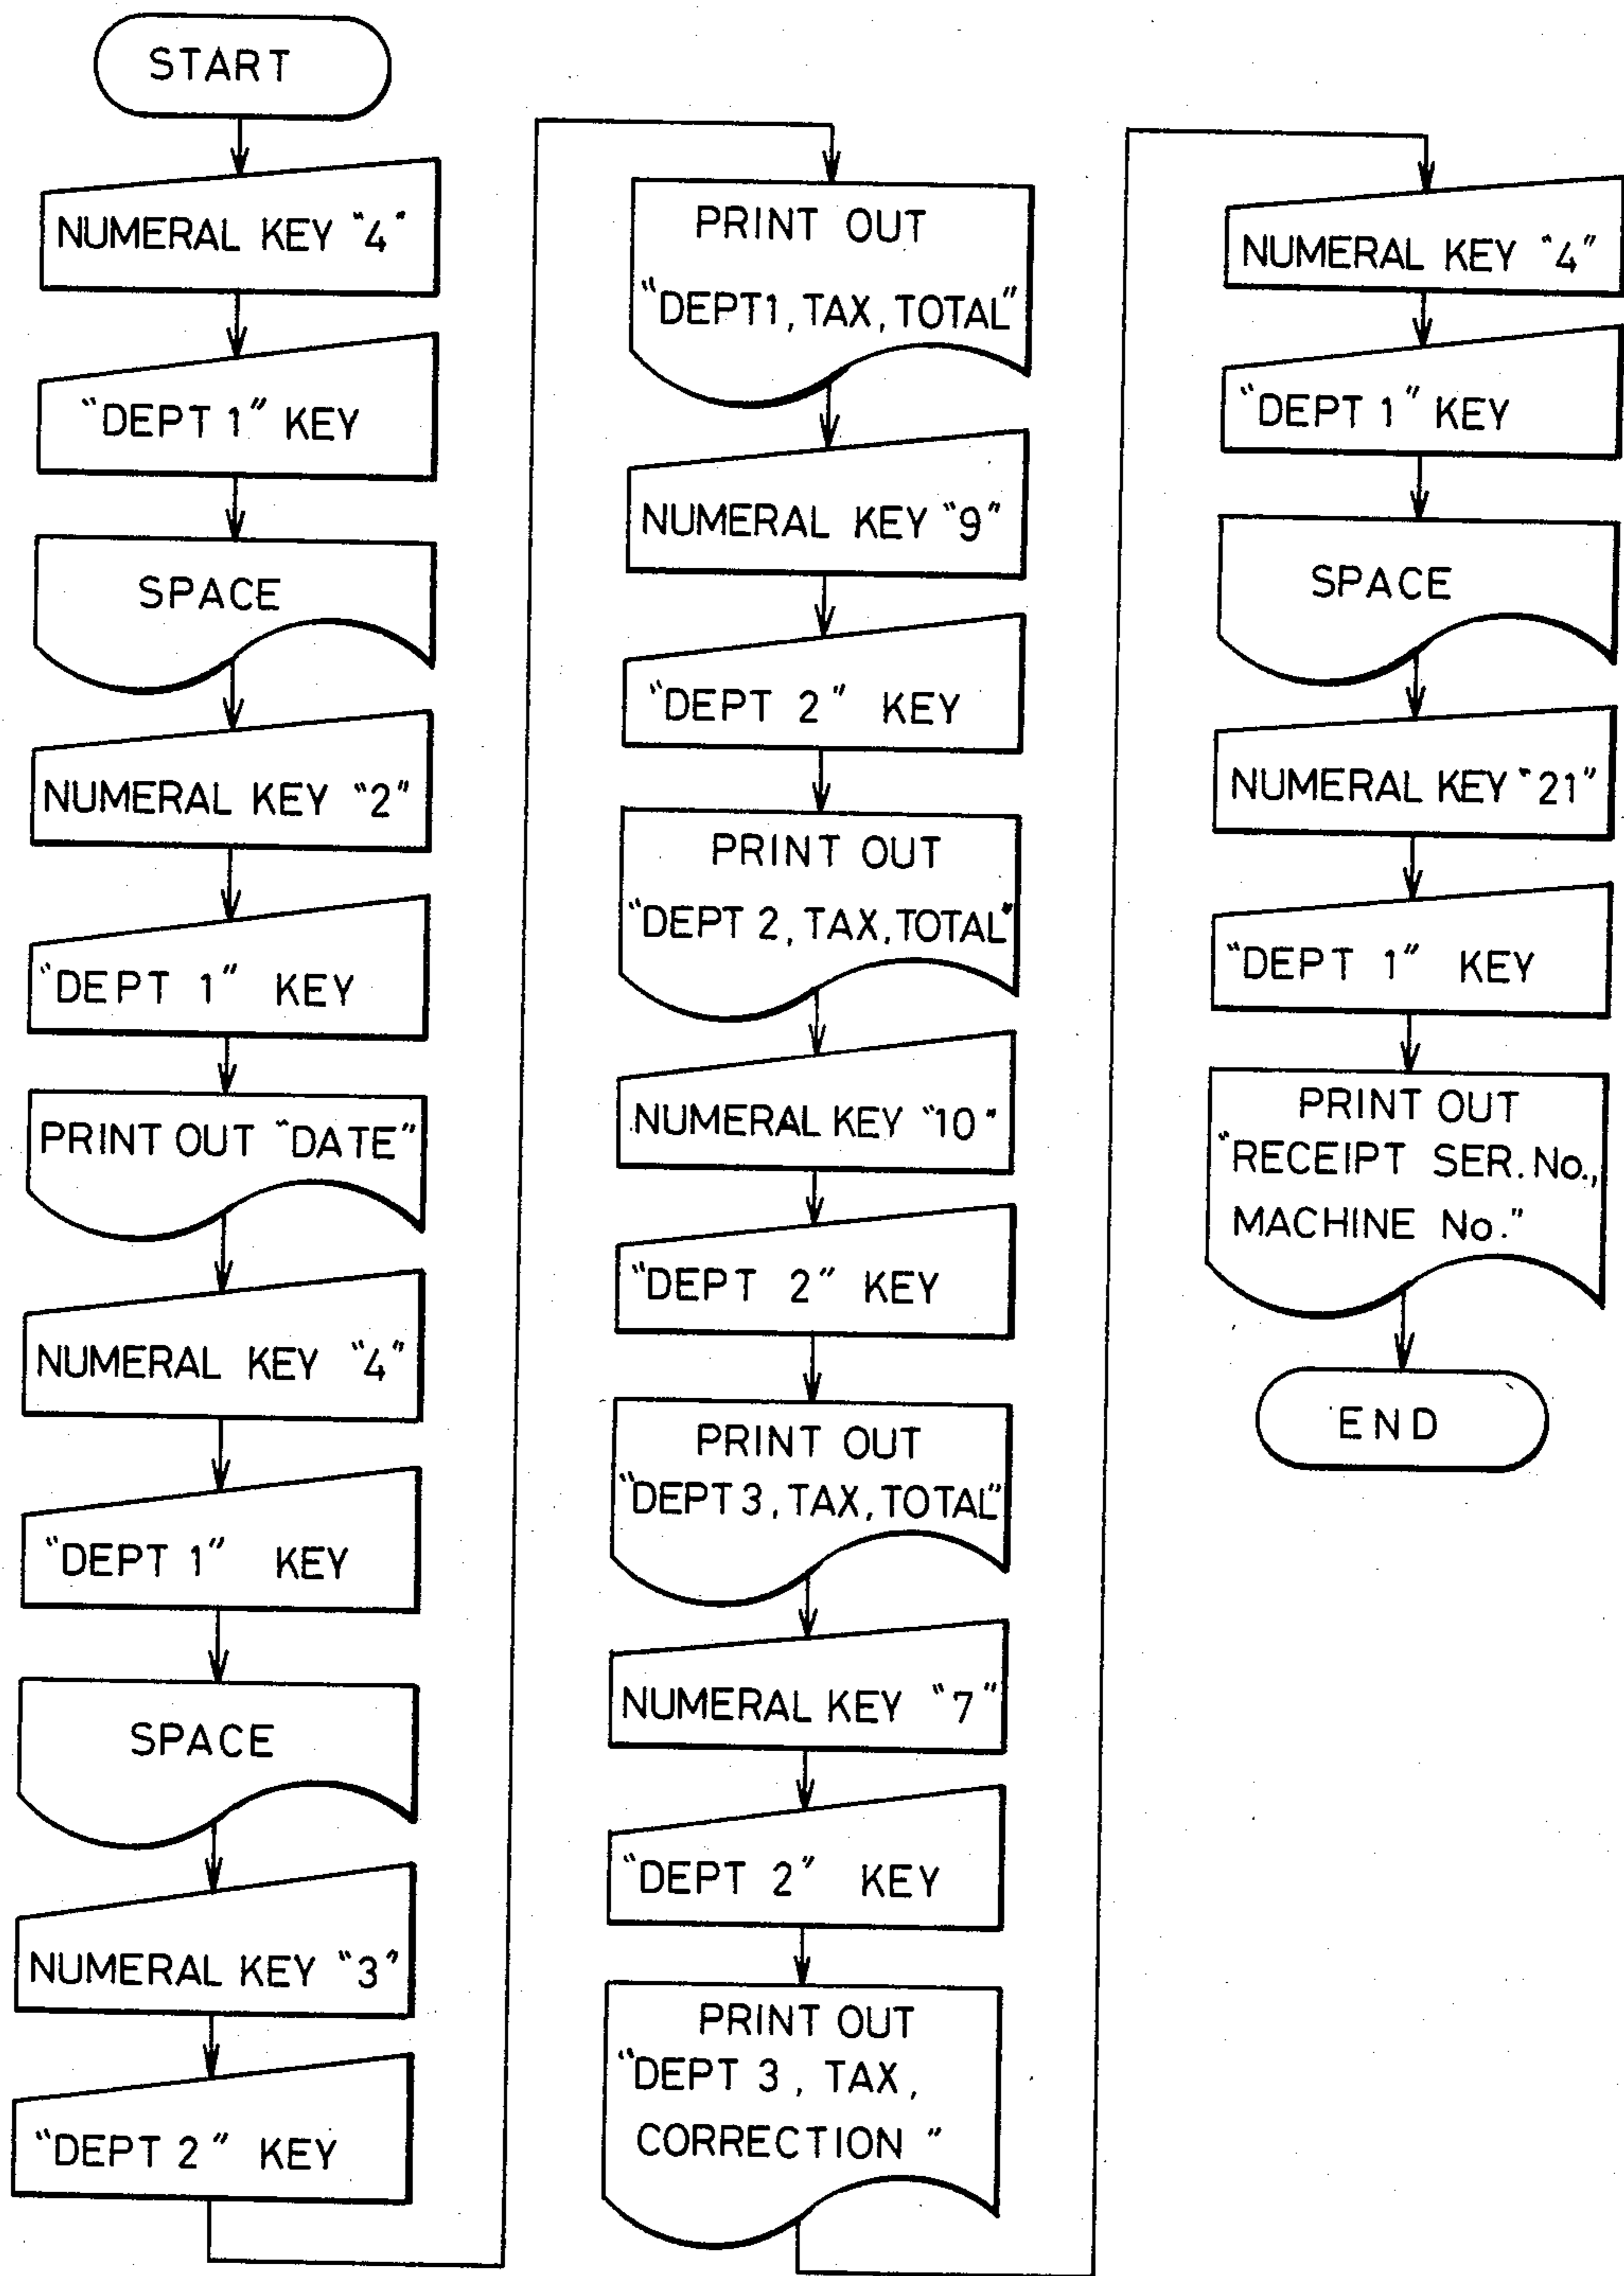 START
NUMERAL KEY "4"
"DEPT 1" KEY
SPACE
NUMERAL KEY "2"
"DEPT 1" KEY
PRINT OUT "DATE"
NUMERAL KEY "4"
"DEPT 1" KEY
SPACE
NUMERAL KEY "3"
"DEPT 2" KEY
PRINT OUT
"DEPT1, TAX, TOTAL"
NUMERAL KEY "9"
"DEPT 2" KEY
PRINT OUT
"DEPT 2, TAX, TOTAL"
NUMERAL KEY "10"
"DEPT 2" KEY
PRINT OUT
"DEPT 3, TAX, TOTAL"
NUMERAL KEY "7"
"DEPT 2" KEY
PRINT OUT
"DEPT 3, TAX,
CORRECTION"
NUMERAL KEY "4"
"DEPT 1" KEY
SPACE
NUMERAL KEY "21"
"DEPT 1" KEY
PRINT OUT
"RECEIPT SER. No.,
MACHINE No."
END